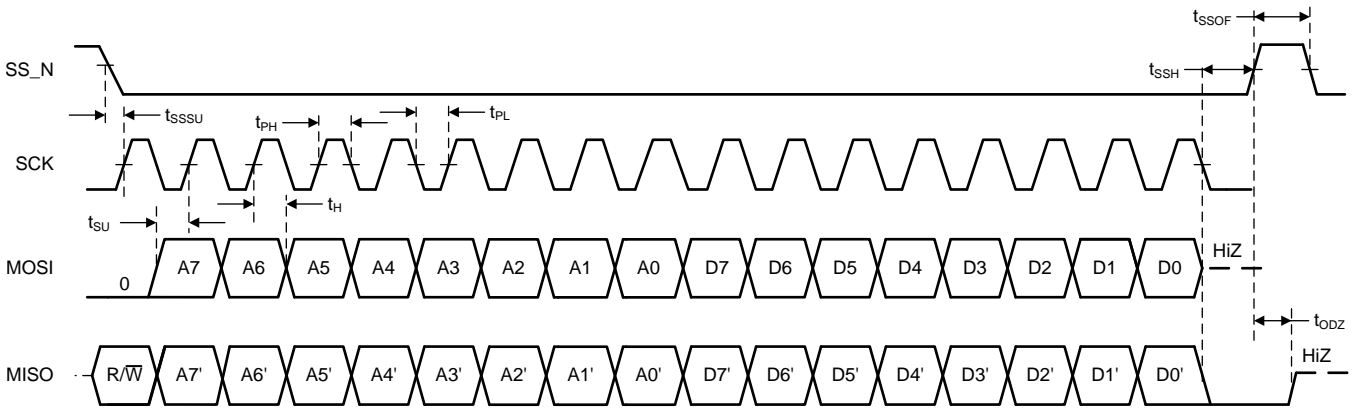 tSSOF
SS_N
tSSH
tSSSU
tPH
tPL
SCK
tSU
tH
MOSI
0 A7 A6 A5 A4 A3 A2 A1 A0 D7 D6 D5 D4 D3 D2 D1 D0 HiZ
tODZ
MISO
R/W̅ A7' A6' A5' A4' A3' A2' A1' A0' D7' D6' D5' D4' D3' D2' D1' D0' HiZ